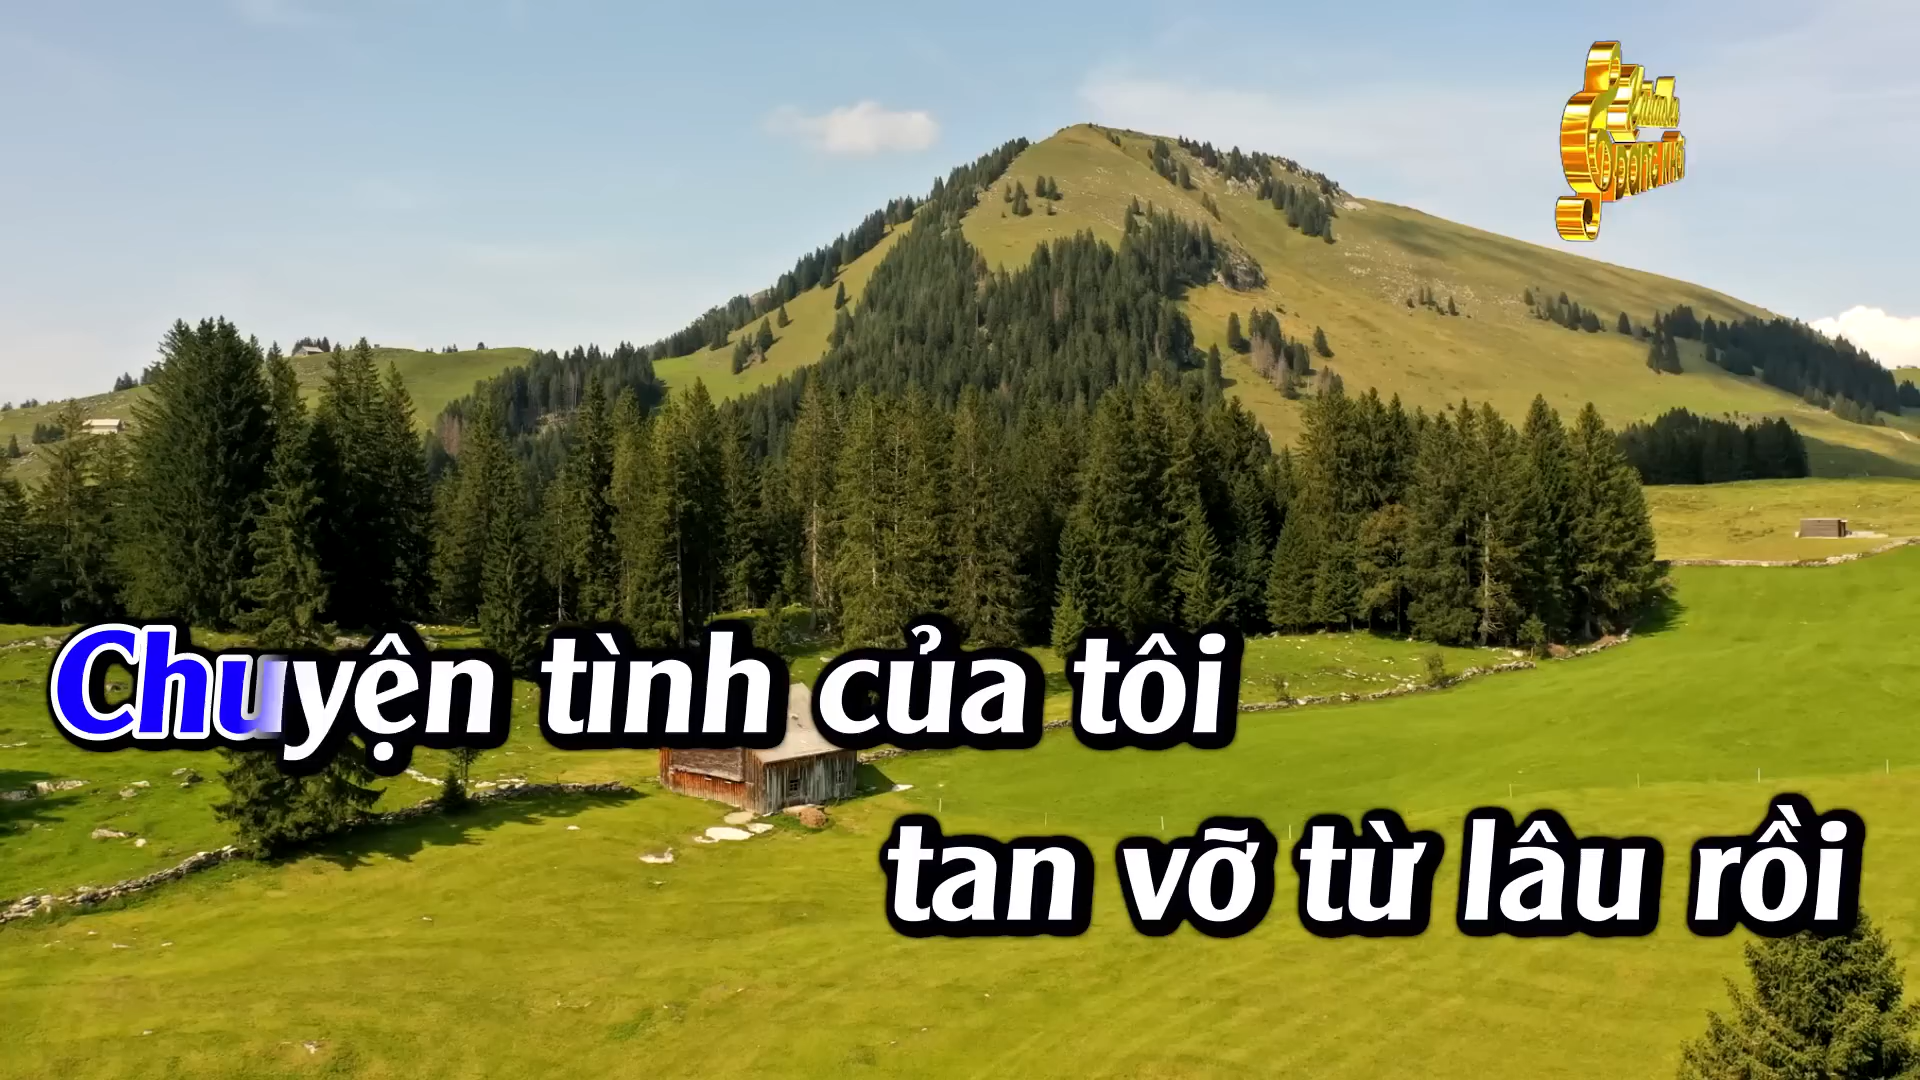 Chuyện tình của tôi
tan vỡ từ lâu rồi